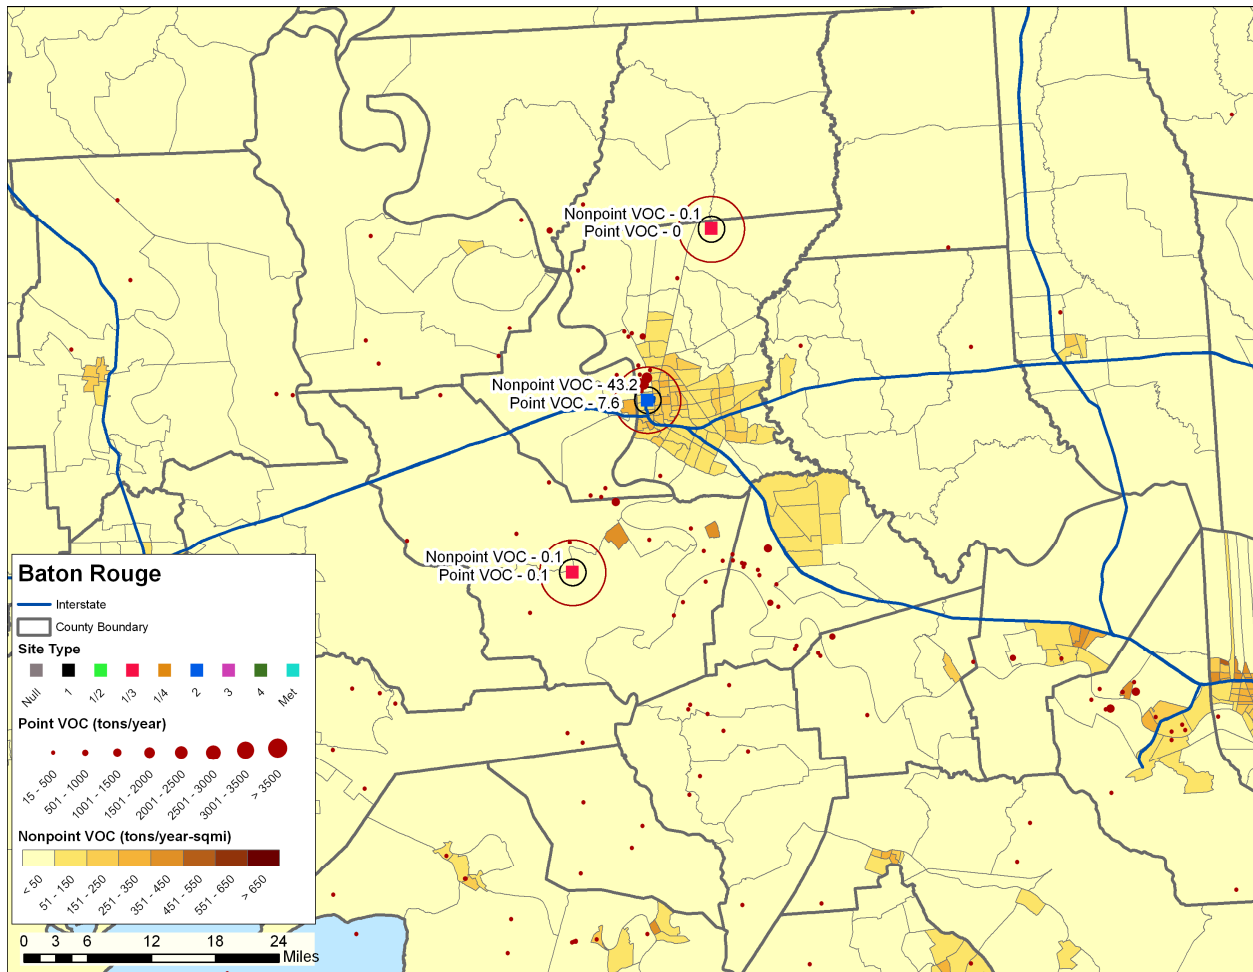 Nonpoint VOC - 0.1
Point VOC - 0
Nonpoint VOC - 43.2
Point VOC - 7.6
Nonpoint VOC - 0.1
Point VOC - 0.1
Baton Rouge
Interstate
County Boundary
Site Type
Null 1 1/2 1/3 1/4 2 3 4 Met
Point VOC (tons/year)
15 - 500 501 - 1000 1001 - 1500 1501 - 2000 2001 - 2500 2501 - 3000 3001 - 3500 > 3500
Nonpoint VOC (tons/year-sqmi)
< 50 51 - 150 151 - 250 251 - 350 351 - 450 451 - 550 551 - 650 > 650
0 3 6 12 18 24
Miles